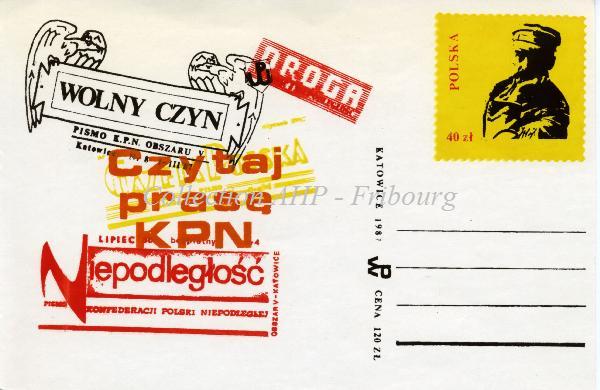 WOLNY CZYN
PISMO K.P.N. OBSZARU V
DROGA
Czytaj
prasę
KPN
LIPIEC
Niepodległość
PISMO KONFEDERACJI POLSKI NIEPODLEGŁEJ
OBSZAR V-KATOWICE
POLSKA
40 zł
KATOWICE 1987
CENA 120 ZŁ
Collection AHP - Fribourg